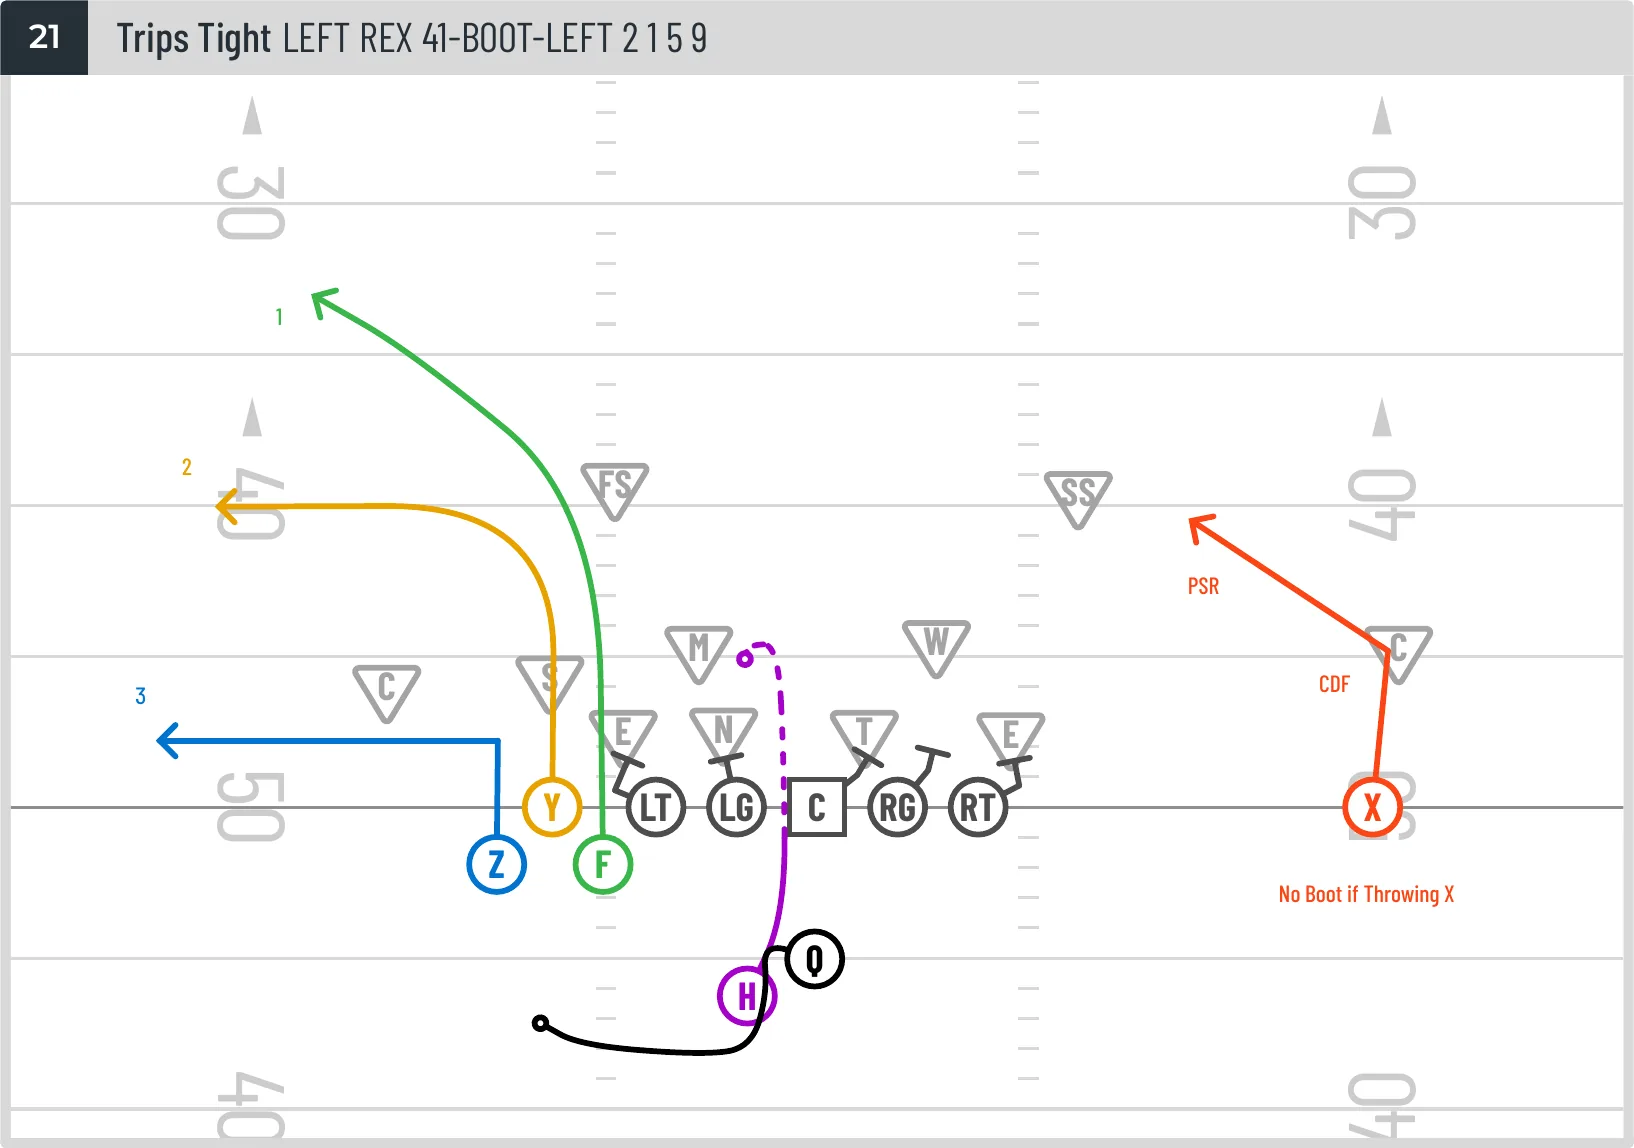 21 Trips Tight LEFT REX 41-BOOT-LEFT 2 1 5 9
30 30
1
2 40 FS SS 40
PSR
M W C
S C CDF
3
E N T E
50 Y LT LG C RG RT X 50
Z F
No Boot if Throwing X
Q
H
40 40